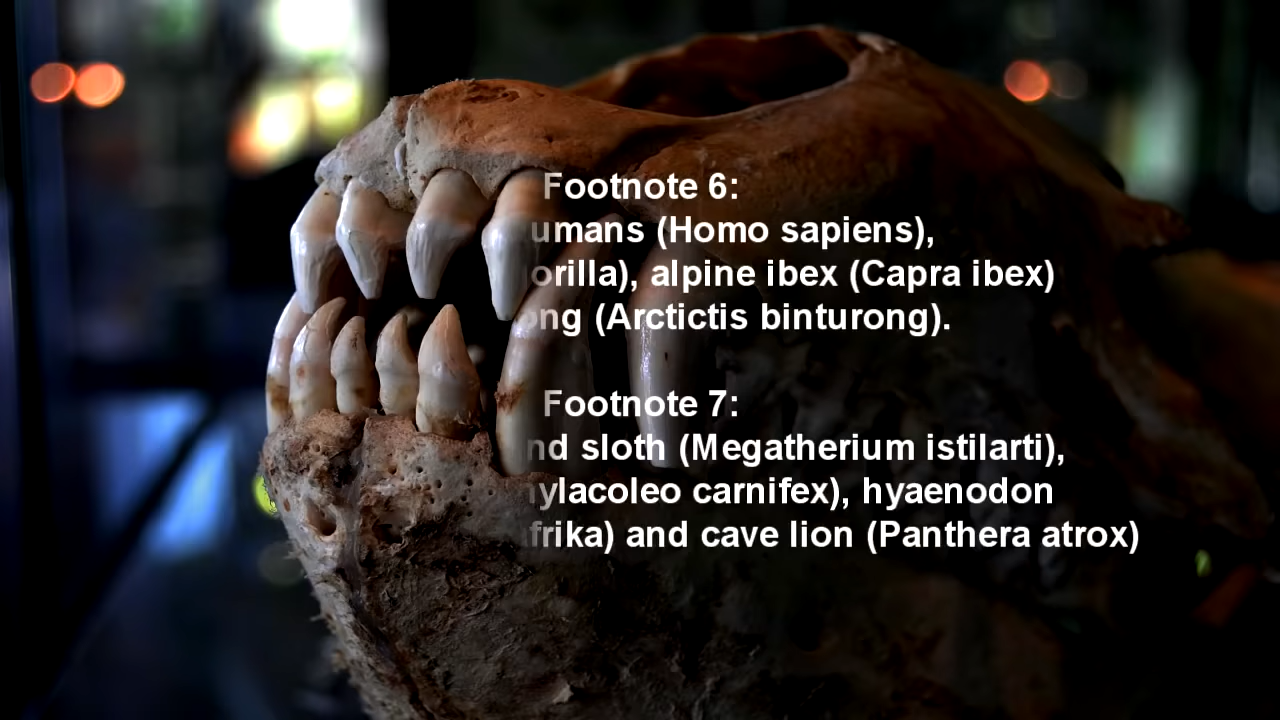 Footnote 6:
umans (Homo sapiens),
orilla), alpine ibex (Capra ibex)
ng (Arctictis binturong).
Footnote 7:
nd sloth (Megatherium istilarti),
ylacoleo carnifex), hyaenodon
frika) and cave lion (Panthera atrox)